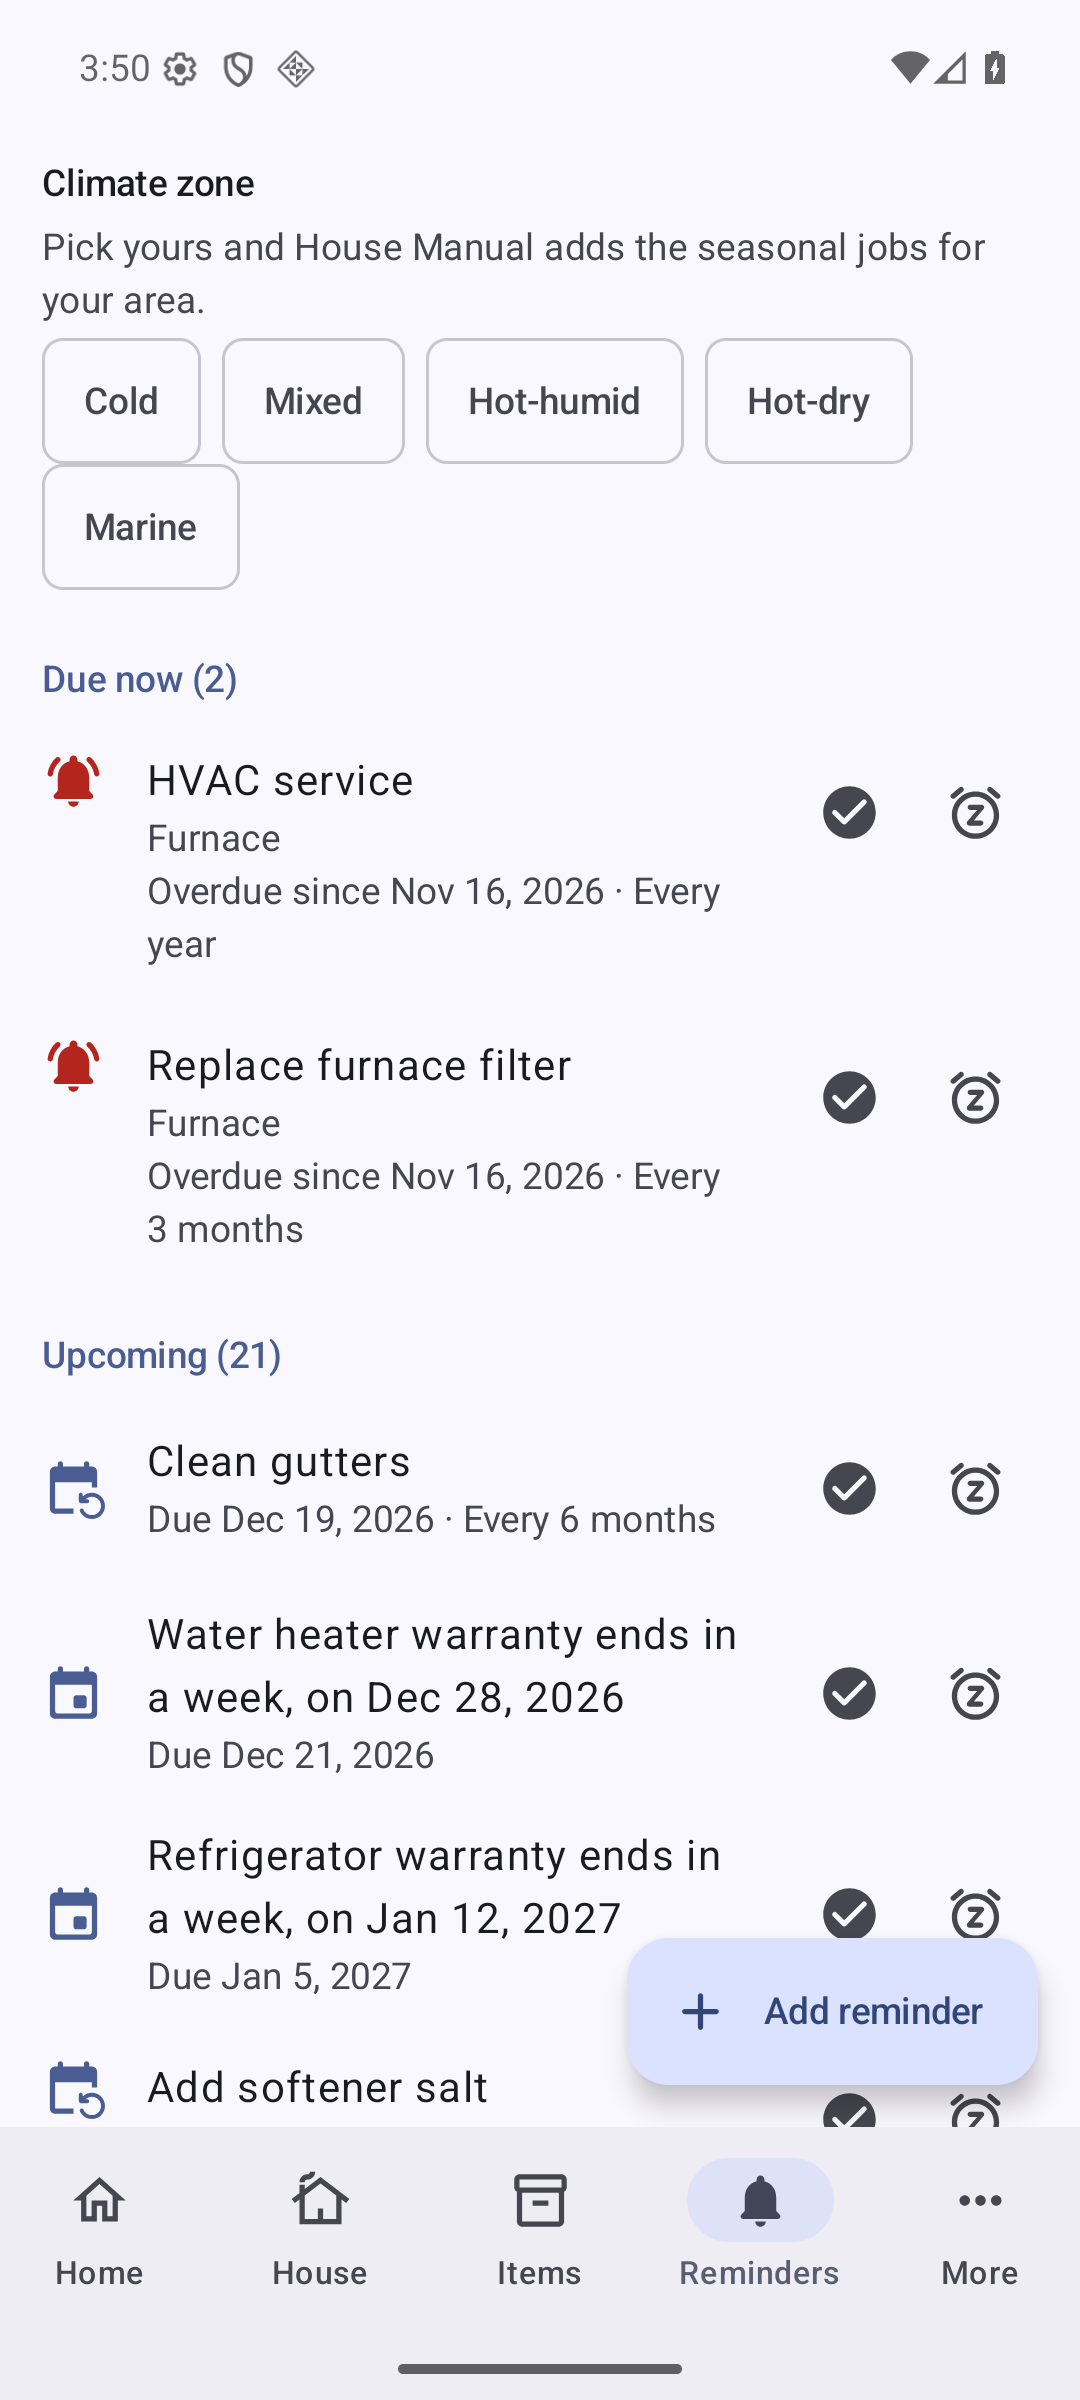 3:50
Climate zone
Pick yours and House Manual adds the seasonal jobs for
your area.
Cold
Mixed
Hot-humid
Hot-dry
Marine
Due now (2)
HVAC service
Furnace
Overdue since Nov 16, 2026 · Every
year
Replace furnace filter
Furnace
Overdue since Nov 16, 2026 · Every
3 months
Upcoming (21)
Clean gutters
Due Dec 19, 2026 · Every 6 months
Water heater warranty ends in
a week, on Dec 28, 2026
Due Dec 21, 2026
Refrigerator warranty ends in
a week, on Jan 12, 2027
Due Jan 5, 2027
Add reminder
Add softener salt
Home
House
Items
Reminders
More